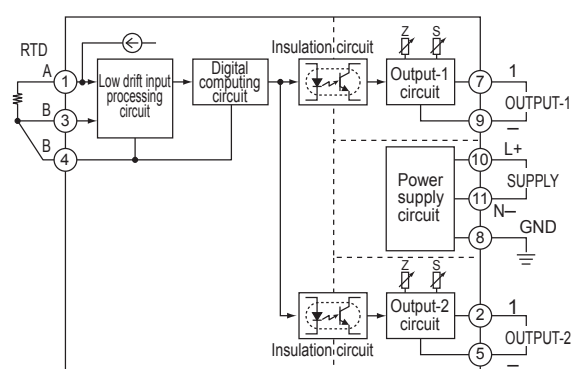 RTD
A
1
B
3
B
4
Low drift input
processing
circuit
Digital
computing
circuit
Insulation circuit
Z
S
Output-1
circuit
7
1
OUTPUT-1
9
–
Power
supply
circuit
10
L+
SUPPLY
11
N–
8
GND
Z
S
Insulation circuit
Output-2
circuit
2
1
OUTPUT-2
5
–